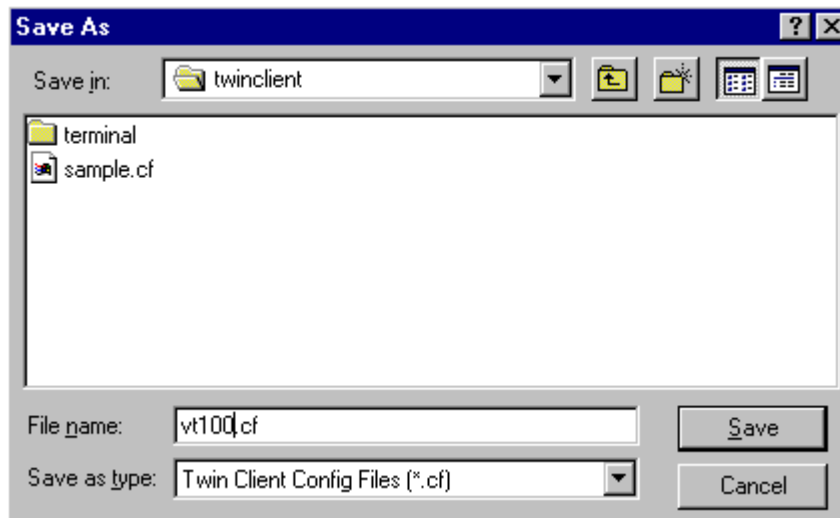 Save As
Save in: twinclient
terminal
sample.cf
File name: vt100.cf
Save
Save as type: Twin Client Config Files (*.cf)
Cancel